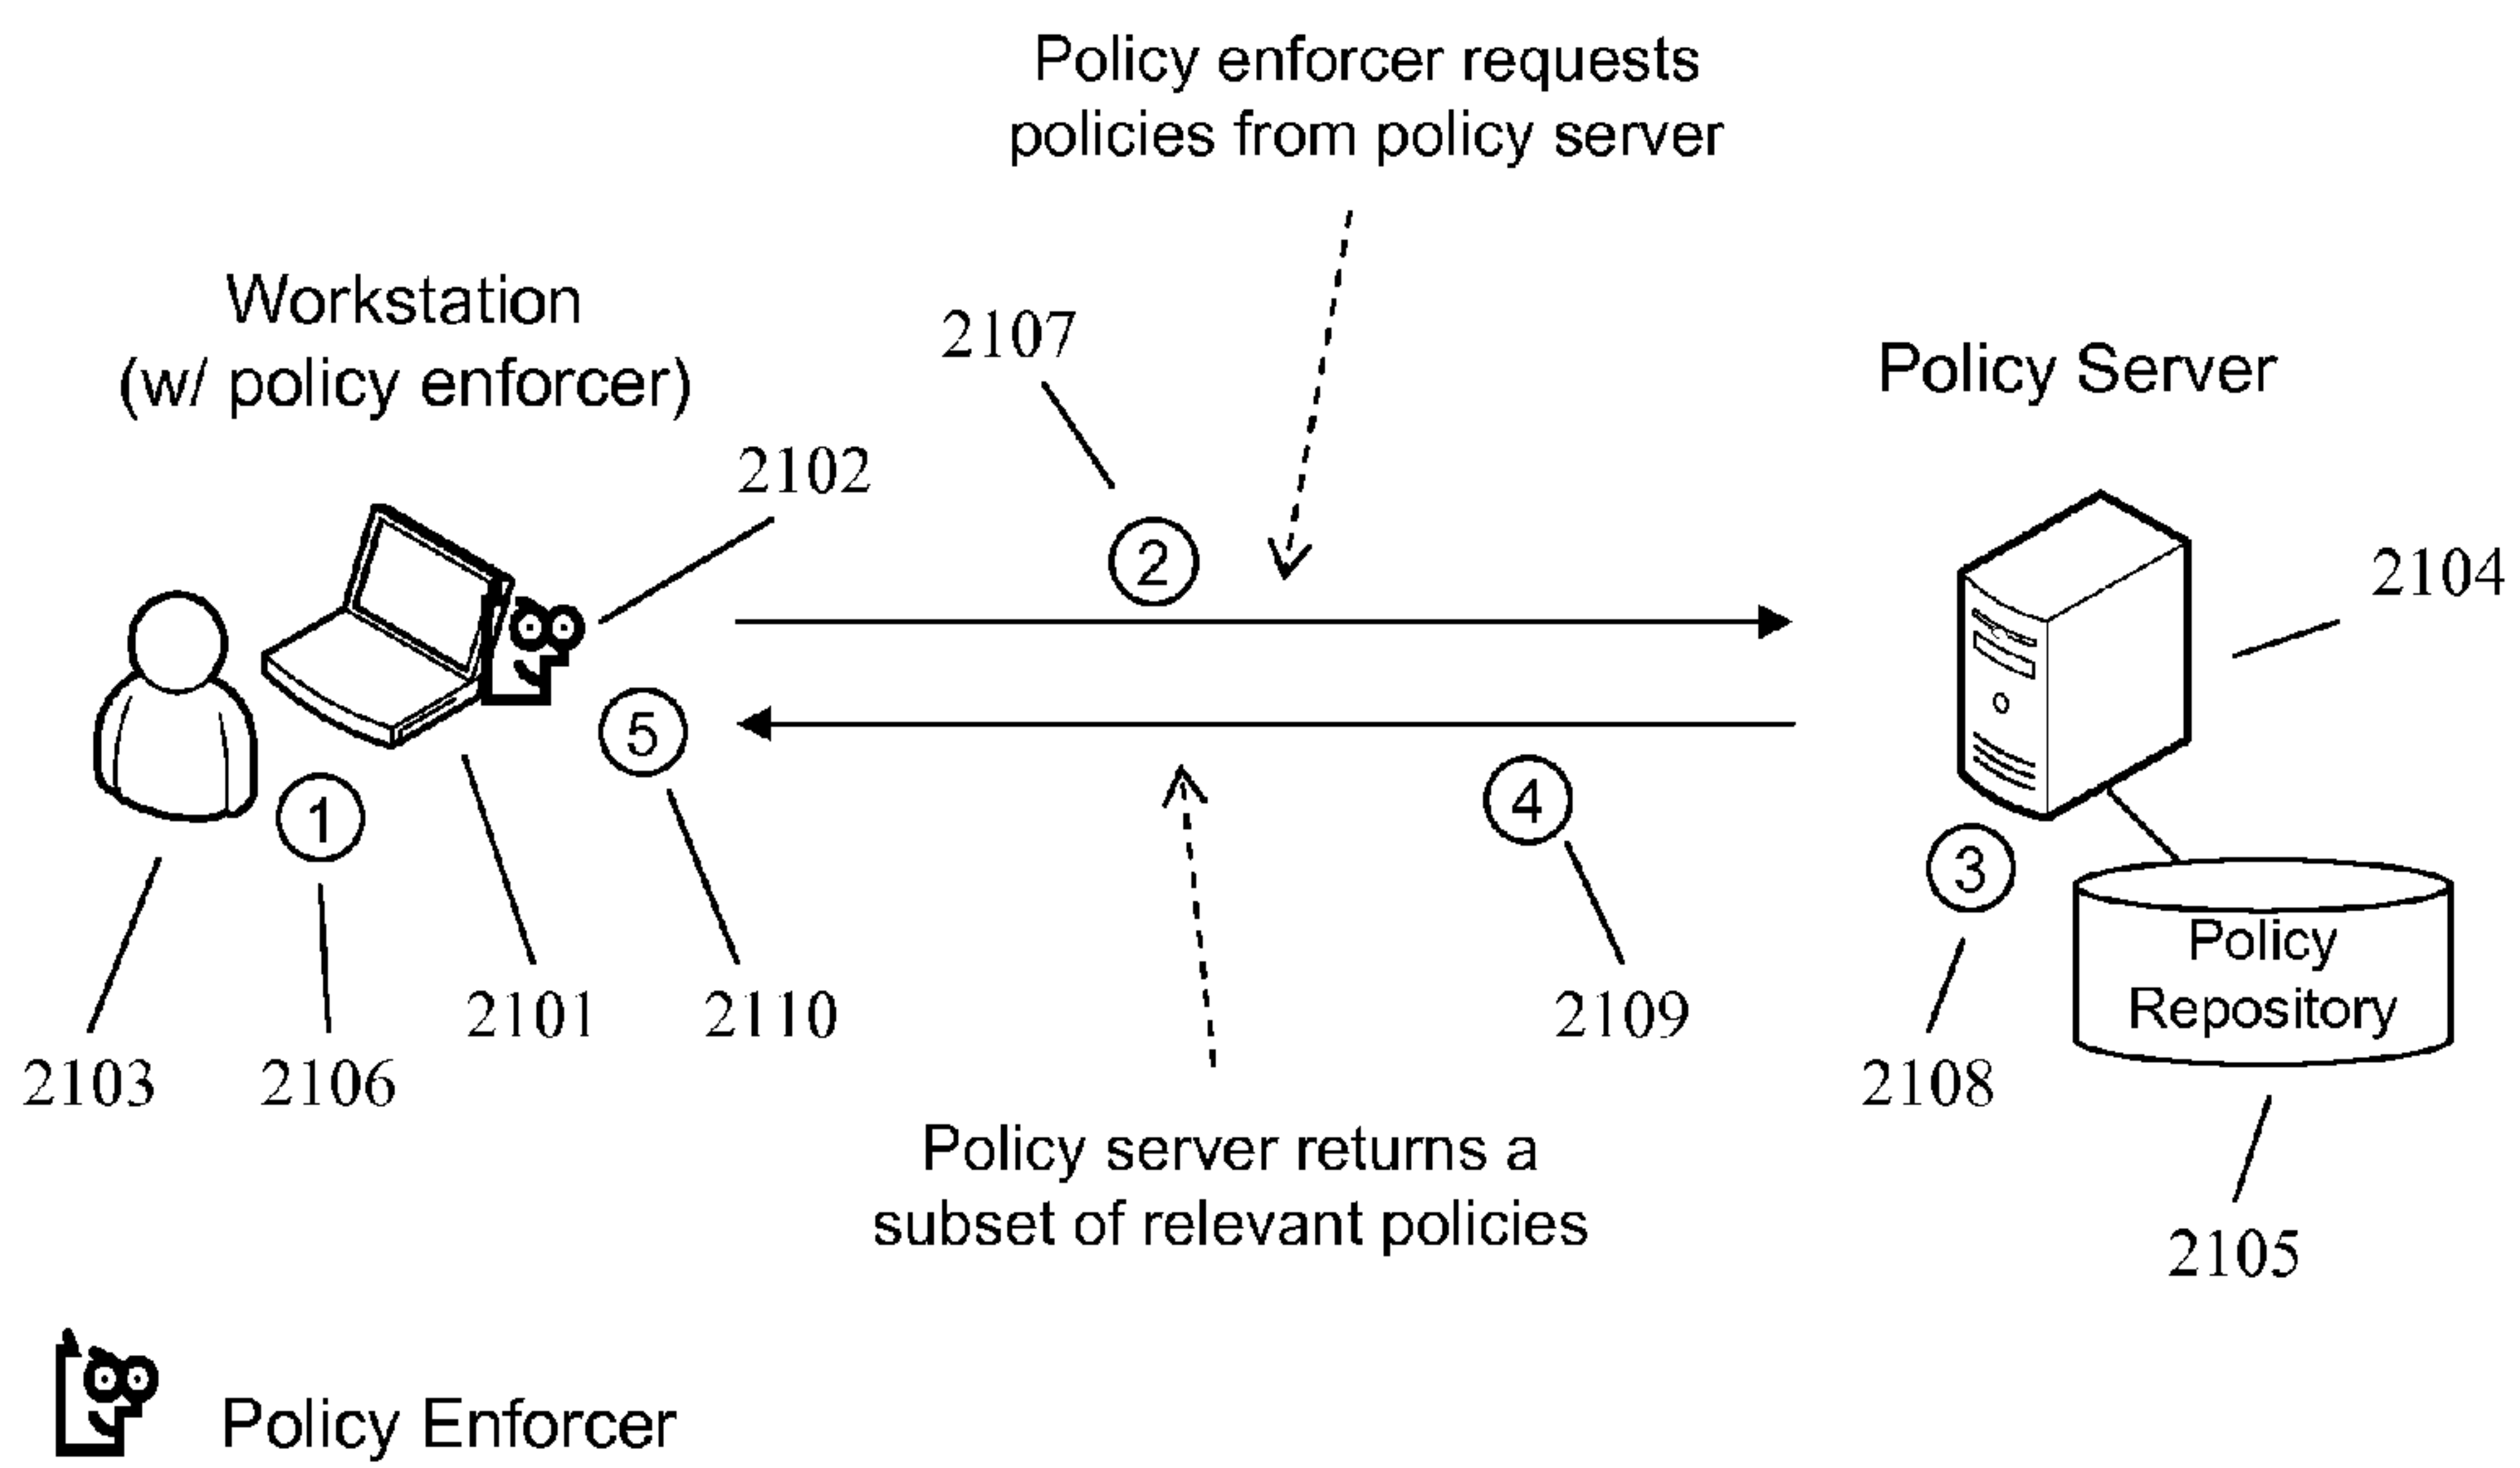 Policy enforcer requests
policies from policy server
Workstation
(w/ policy enforcer)
2107
Policy Server
2102
2
2104
5
1
4
3
Policy
Repository
2101
2110
2109
2103
2106
2108
Policy server returns a
subset of relevant policies
2105
Policy Enforcer